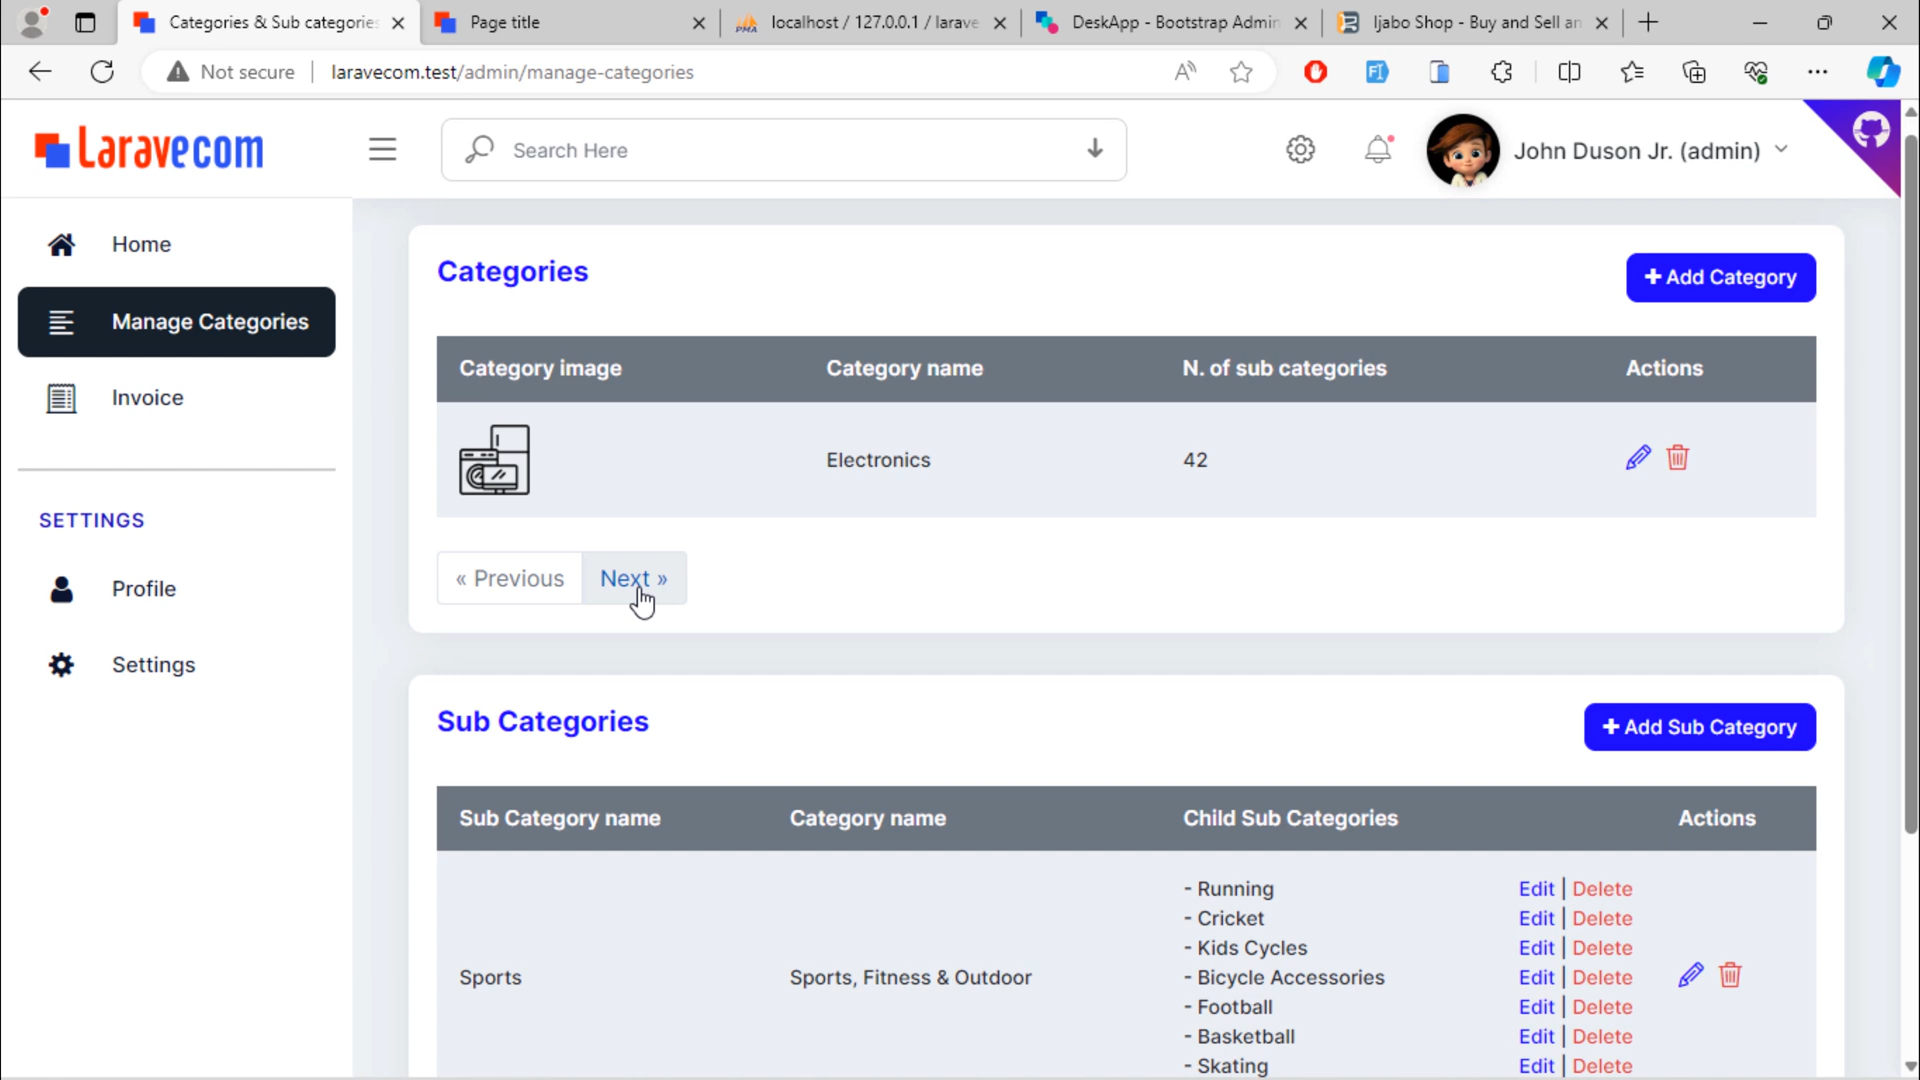 Categories & Sub categories
Page title
localhost / 127.0.0.1 / larave
DeskApp - Bootstrap Admin
Ijabo Shop - Buy and Sell an
Not secure
laravecom.test/admin/manage-categories
Laravecom
Search Here
John Duson Jr. (admin)
Home
Manage Categories
Invoice
SETTINGS
Profile
Settings
Categories
+ Add Category
Category image Category name N. of sub categories Actions
Electronics 42
« Previous Next »
Sub Categories
+ Add Sub Category
Sub Category name Category name Child Sub Categories Actions
Sports Sports, Fitness & Outdoor
- Running Edit | Delete
- Cricket Edit | Delete
- Kids Cycles Edit | Delete
- Bicycle Accessories Edit | Delete
- Football Edit | Delete
- Basketball Edit | Delete
- Skating Edit | Delete